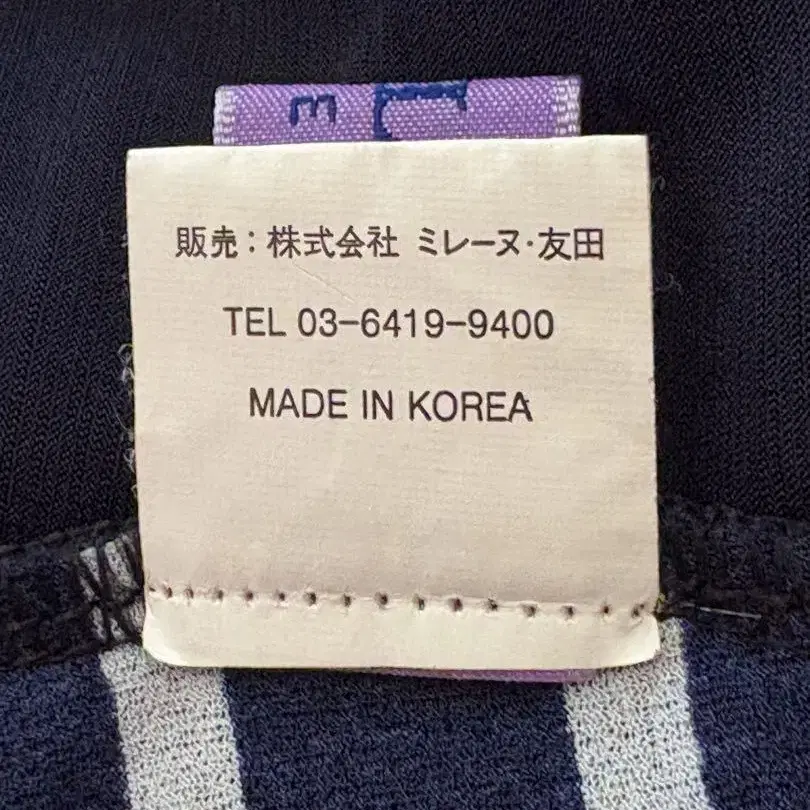 販売：株式会社 ミレーヌ・友田
TEL 03-6419-9400
MADE IN KOREA